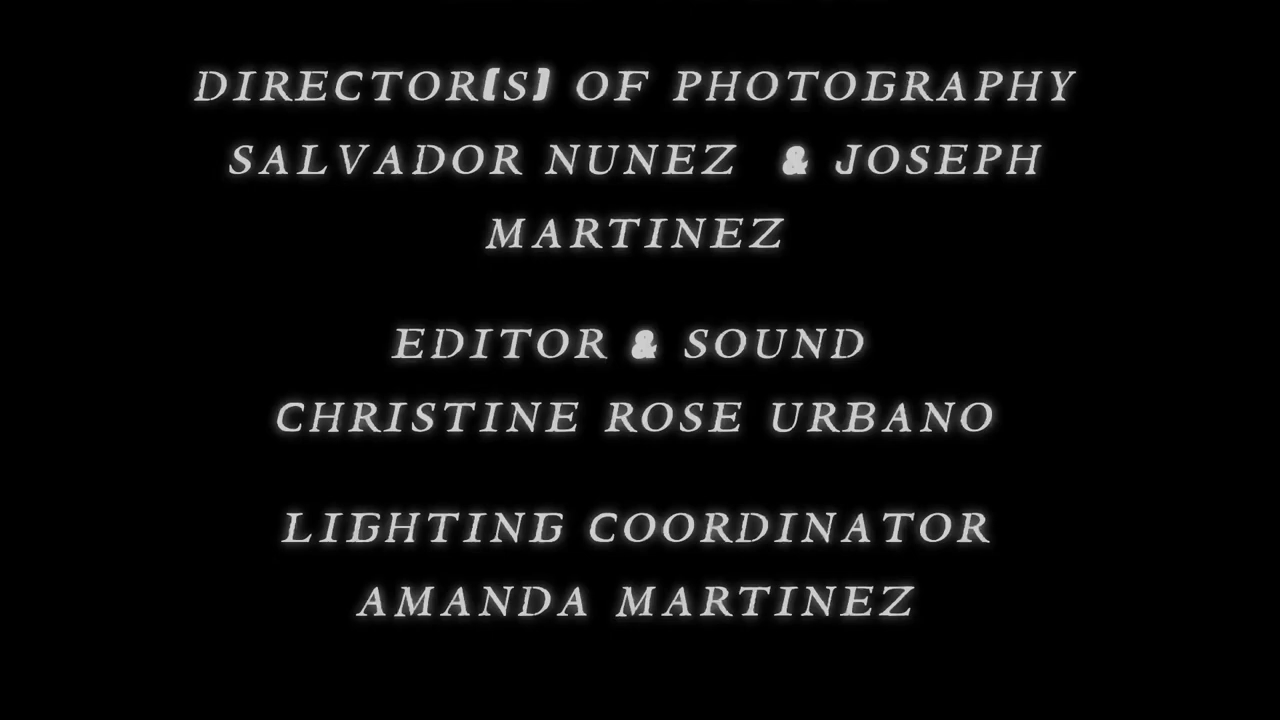 DIRECTOR(S) OF PHOTOGRAPHY
SALVADOR NUNEZ & JOSEPH
MARTINEZ
EDITOR & SOUND
CHRISTINE ROSE URBANO
LIGHTING COORDINATOR
AMANDA MARTINEZ